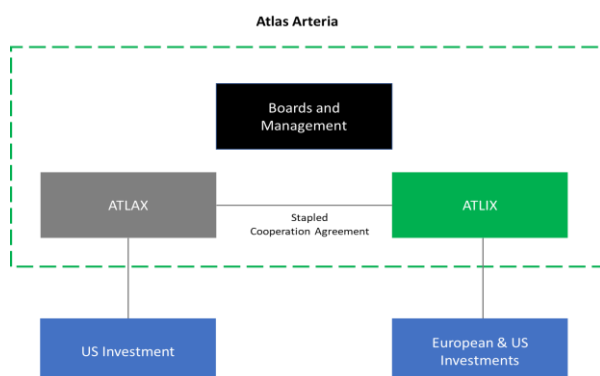 Atlas Arteria
Boards and
Management
ATLAX
ATLIX
Stapled
Cooperation Agreement
US Investment
European & US
Investments